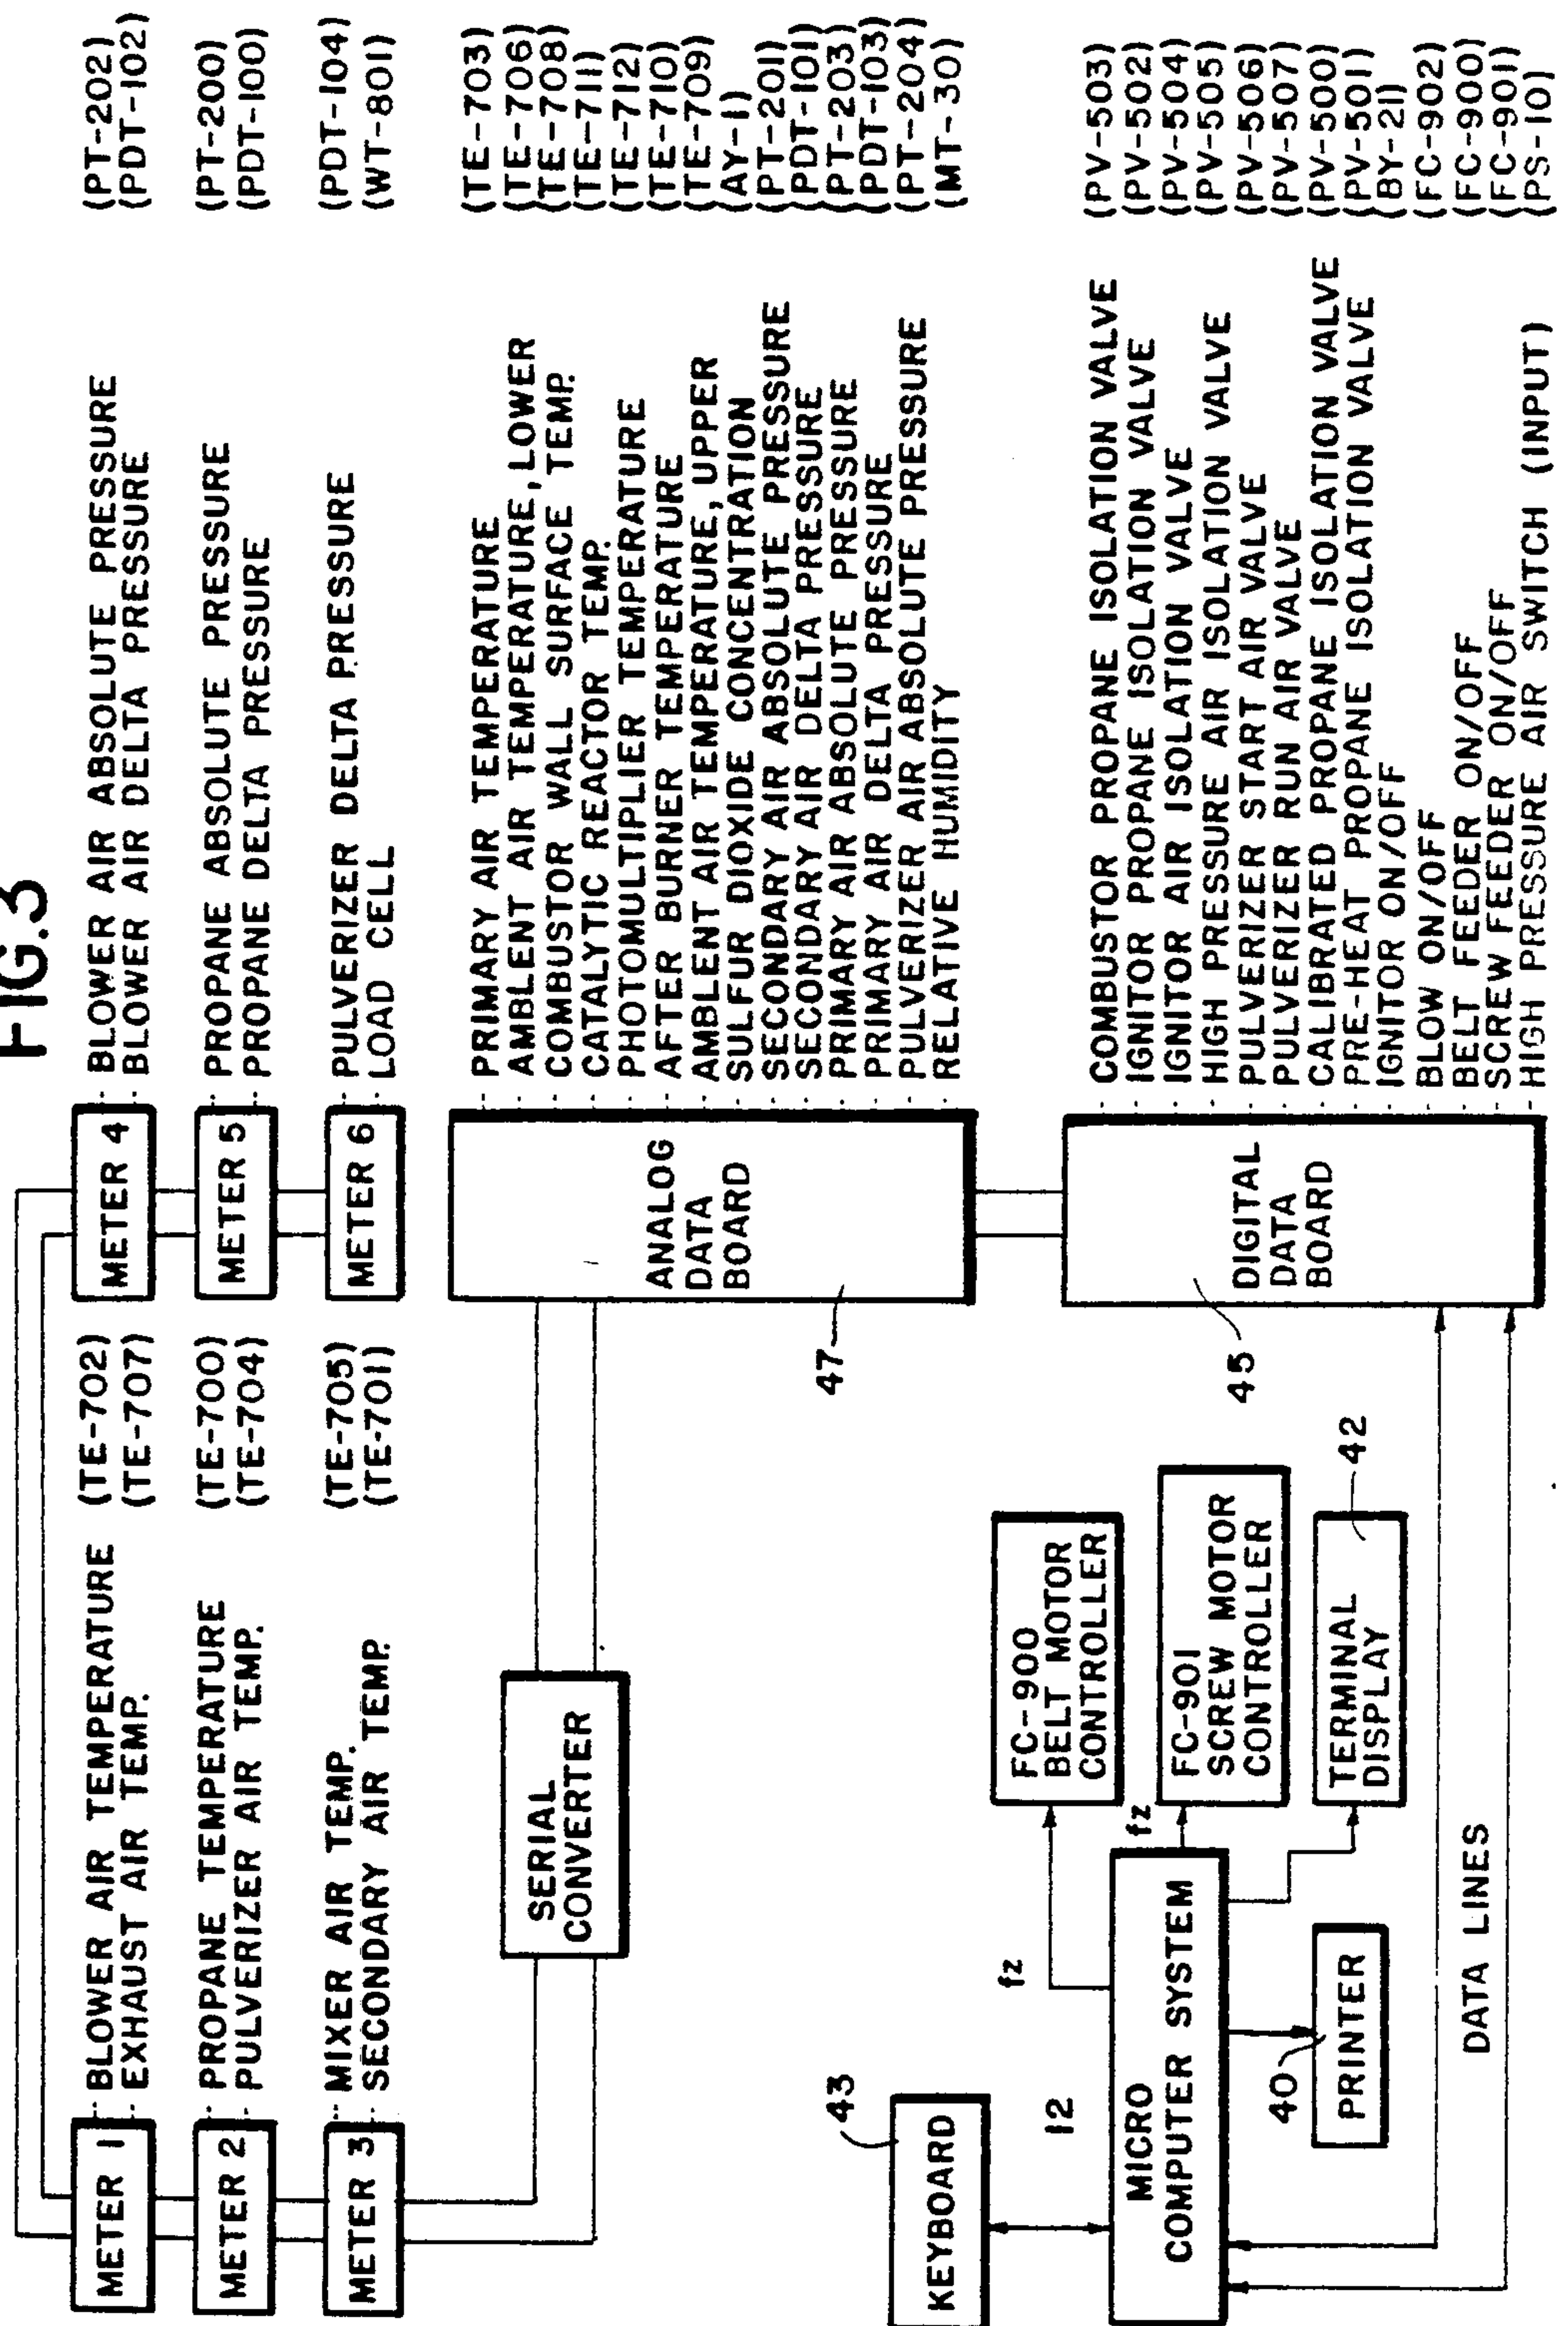 FIG.3
METER 1
BLOWER AIR TEMPERATURE (TE-702)
EXHAUST AIR TEMP. (TE-707)
METER 2
PROPANE TEMPERATURE (TE-700)
PULVERIZER AIR TEMP. (TE-704)
METER 3
MIXER AIR TEMP. (TE-705)
SECONDARY AIR TEMP. (TE-701)
METER 4
BLOWER AIR ABSOLUTE PRESSURE (PT-202)
BLOWER AIR DELTA PRESSURE (PDT-102)
METER 5
PROPANE ABSOLUTE PRESSURE (PT-200)
PROPANE DELTA PRESSURE (PDT-100)
METER 6
PULVERIZER DELTA PRESSURE (PDT-104)
LOAD CELL (WT-801)
SERIAL
CONVERTER
ANALOG
DATA
BOARD
47
PRIMARY AIR TEMPERATURE (TE-703)
AMBLENT AIR TEMPERATURE, LOWER (TE-706)
COMBUSTOR WALL SURFACE TEMP. (TE-708)
CATALYTIC REACTOR TEMP. (TE-711)
PHOTOMULTIPLIER TEMPERATURE (TE-712)
AFTER BURNER TEMPERATURE (TE-710)
AMBLENT AIR TEMPERATURE, UPPER (TE-709)
SULFUR DIOXIDE CONCENTRATION (AY-1)
SECONDARY AIR ABSOLUTE PRESSURE (PT-201)
SECONDARY AIR DELTA PRESSURE (PDT-101)
PRIMARY AIR ABSOLUTE PRESSURE (PT-203)
PRIMARY AIR DELTA PRESSURE (PDT-103)
PULVERIZER AIR ABSOLUTE PRESSURE (PT-204)
RELATIVE HUMIDITY (MT-30)
KEYBOARD
43
12
MICRO
COMPUTER SYSTEM
fz
FC-900
BELT MOTOR
CONTROLLER
fz
FC-901
SCREW MOTOR
CONTROLLER
TERMINAL
DISPLAY
42
40
PRINTER
DATA LINES
DIGITAL
DATA
BOARD
45
COMBUSTOR PROPANE ISOLATION VALVE (PV-503)
IGNITOR PROPANE ISOLATION VALVE (PV-502)
IGNITOR AIR ISOLATION VALVE (PV-504)
HIGH PRESSURE AIR ISOLATION VALVE (PV-505)
PULVERIZER START AIR VALVE (PV-506)
PULVERIZER RUN AIR VALVE (PV-507)
CALIBRATED PROPANE ISOLATION VALVE (PV-500)
PRE-HEAT PROPANE ISOLATION VALVE (PV-501)
IGNITOR ON/OFF (BY-21)
BLOW ON/OFF (FC-902)
BELT FEEDER ON/OFF (FC-900)
SCREW FEEDER ON/OFF (FC-901)
HIGH PRESSURE AIR SWITCH (INPUT) (PS-10)